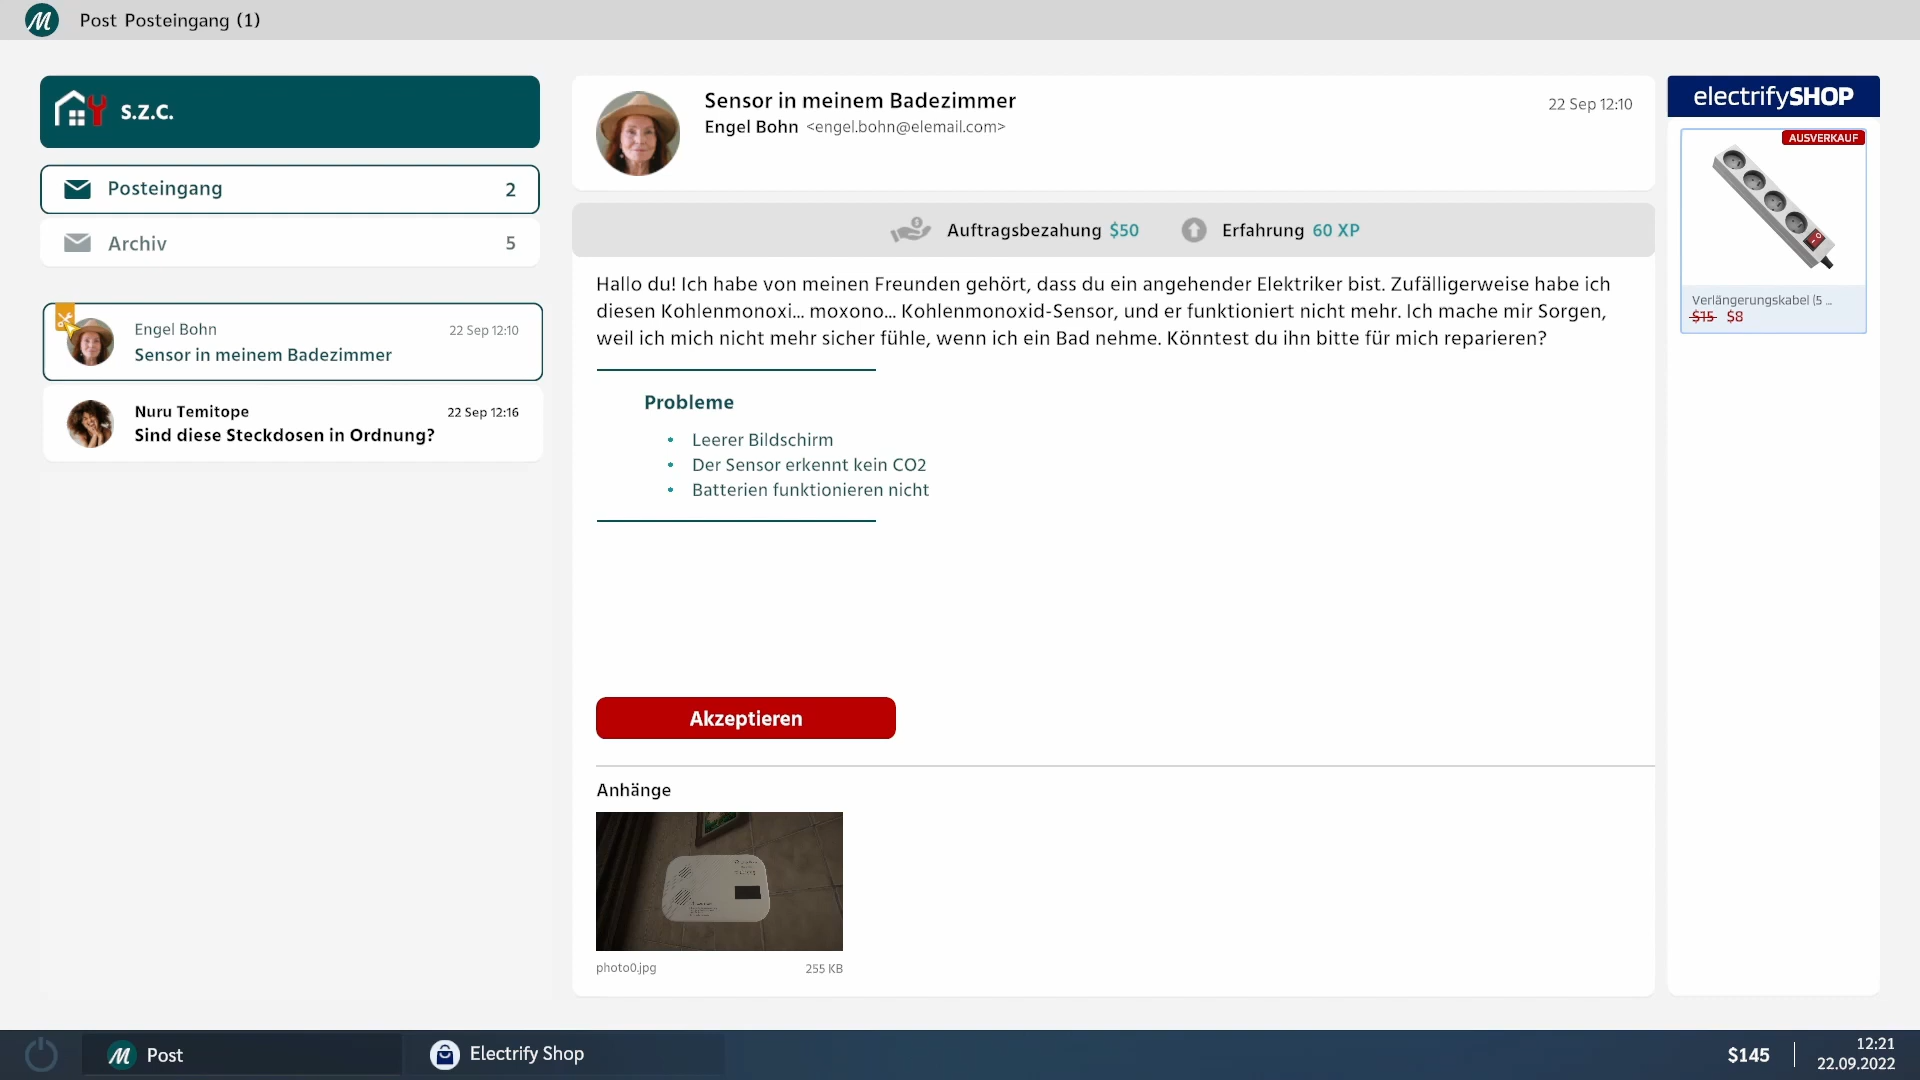 Post Posteingang (1)
S.Z.C.
Posteingang 2
Archiv 5
Engel Bohn 22 Sep 12:10
Sensor in meinem Badezimmer
Nuru Temitope 22 Sep 12:16
Sind diese Steckdosen in Ordnung?
Sensor in meinem Badezimmer 22 Sep 12:10
Engel Bohn <engel.bohn@elemail.com>
Auftragsbezahung $50 Erfahrung 60 XP
Hallo du! Ich habe von meinen Freunden gehört, dass du ein angehender Elektriker bist. Zufälligerweise habe ich
diesen Kohlenmonoxi... moxono... Kohlenmonoxid-Sensor, und er funktioniert nicht mehr. Ich mache mir Sorgen,
weil ich mich nicht mehr sicher fühle, wenn ich ein Bad nehme. Könntest du ihn bitte für mich reparieren?
Probleme
• Leerer Bildschirm
• Der Sensor erkennt kein CO2
• Batterien funktionieren nicht
Akzeptieren
Anhänge
photo0.jpg 255 KB
electrifySHOP
AUSVERKAUF
Verlängerungskabel (5 ...
$15 $8
Post
Electrify Shop
$145
12:21
22.09.2022